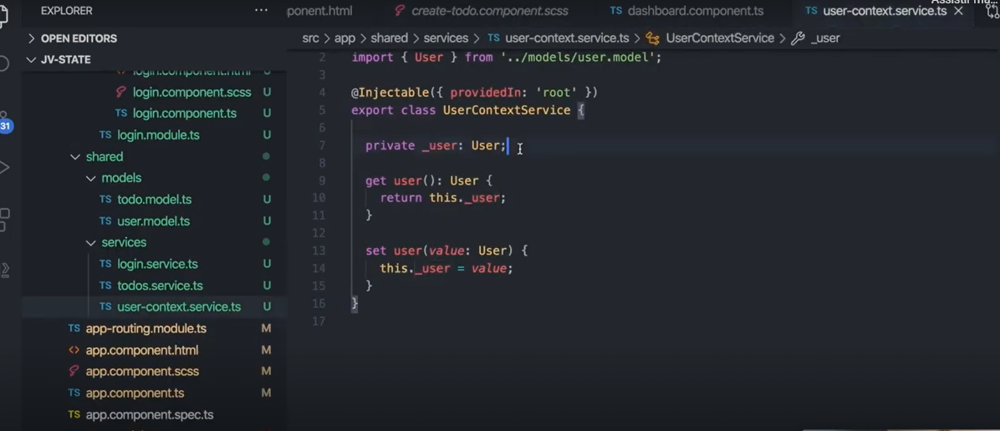 EXPLORER
···
ponent.html
create-todo.component.scss
TS dashboard.component.ts
TS user-context.service.ts
OPEN EDITORS
src > app > shared > services > TS user-context.service.ts > UserContextService > _user
JV-STATE
login.component.html U
login.component.scss U
TS login.component.ts U
31
TS login.module.ts U
shared
models
TS todo.model.ts U
TS user.model.ts U
services
TS login.service.ts U
TS todos.service.ts U
TS user-context.service.ts U
TS app-routing.module.ts M
<> app.component.html M
app.component.scss M
TS app.component.ts M
TS app.component.spec.ts
2 import { User } from '../models/user.model';
3
4 @Injectable({ providedIn: 'root' })
5 export class UserContextService {
6
7 private _user: User;
8
9 get user(): User {
10 return this._user;
11 }
12
13 set user(value: User) {
14 this._user = value;
15 }
16 }
17